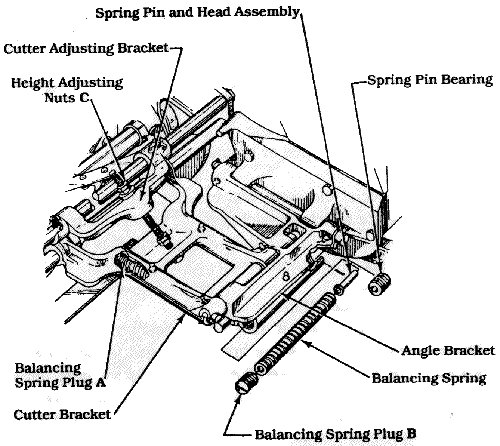 Spring Pin and Head Assembly
Cutter Adjusting Bracket
Height Adjusting
Nuts C
Spring Pin Bearing
Balancing
Spring Plug A
Cutter Bracket
Angle Bracket
Balancing Spring
Balancing Spring Plug B